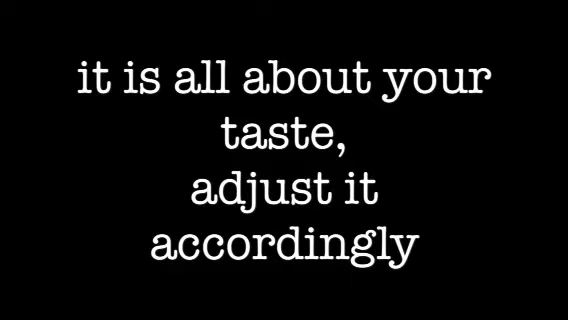 it is all about your
taste,
adjust it
accordingly